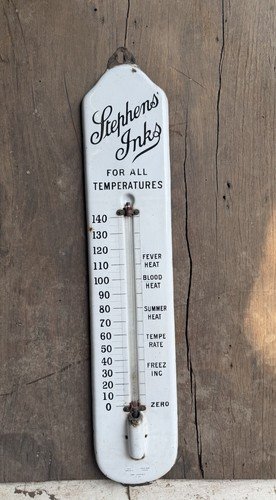 Stephens'
Inks
FOR ALL
TEMPERATURES
140
130
120
110
100
90
80
70
60
50
40
30
20
10
0
FEVER
HEAT
BLOOD
HEAT
SUMMER
HEAT
TEMPE
RATE
FREEZ
ING
ZERO